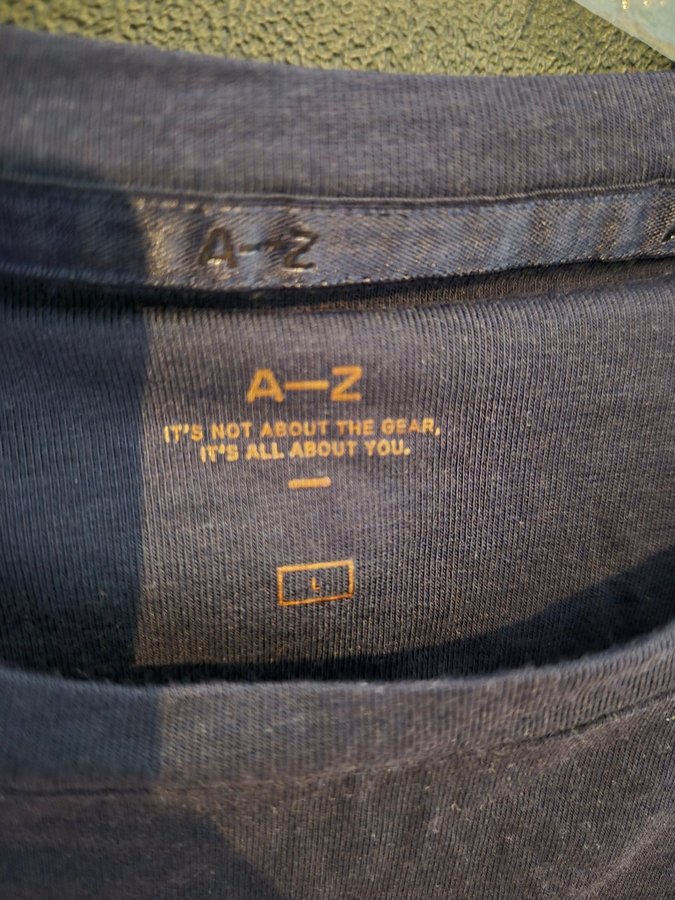 A—Z
A—Z
IT'S NOT ABOUT THE GEAR,
IT'S ALL ABOUT YOU.
L